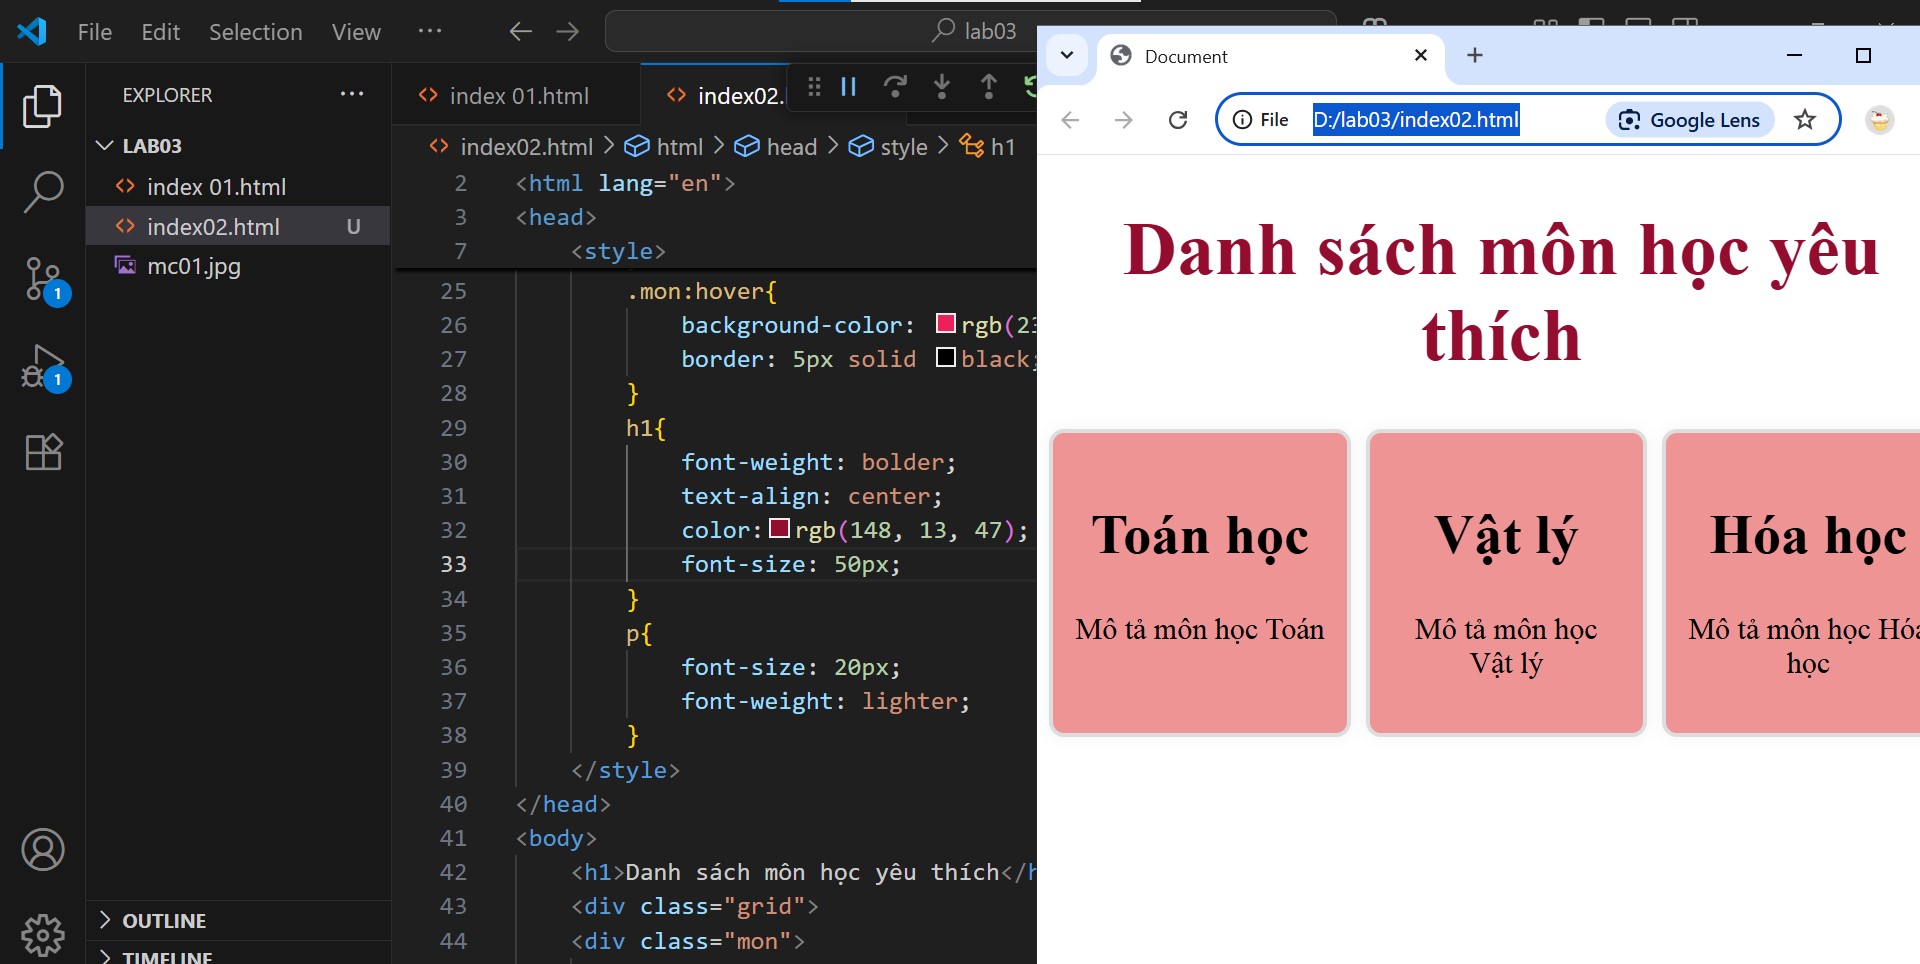 File Edit Selection View ··· lab03
EXPLORER ···
LAB03
index 01.html
index02.html U
mc01.jpg
1
1
OUTLINE
TIMELINE
index 01.html index02.
index02.html > html > head > style > h1
2 <html lang="en">
3 <head>
7 <style>
25 .mon:hover{
26 background-color: rgb(23
27 border: 5px solid black;
28 }
29 h1{
30 font-weight: bolder;
31 text-align: center;
32 color: rgb(148, 13, 47);
33 font-size: 50px;
34 }
35 p{
36 font-size: 20px;
37 font-weight: lighter;
38 }
39 </style>
40 </head>
41 <body>
42 <h1>Danh sách môn học yêu thích</h
43 <div class="grid">
44 <div class="mon">
Document
File D:/lab03/index02.html Google Lens
Danh sách môn học yêu
thích
Toán học
Mô tả môn học Toán
Vật lý
Mô tả môn học
Vật lý
Hóa học
Mô tả môn học Hóa
học